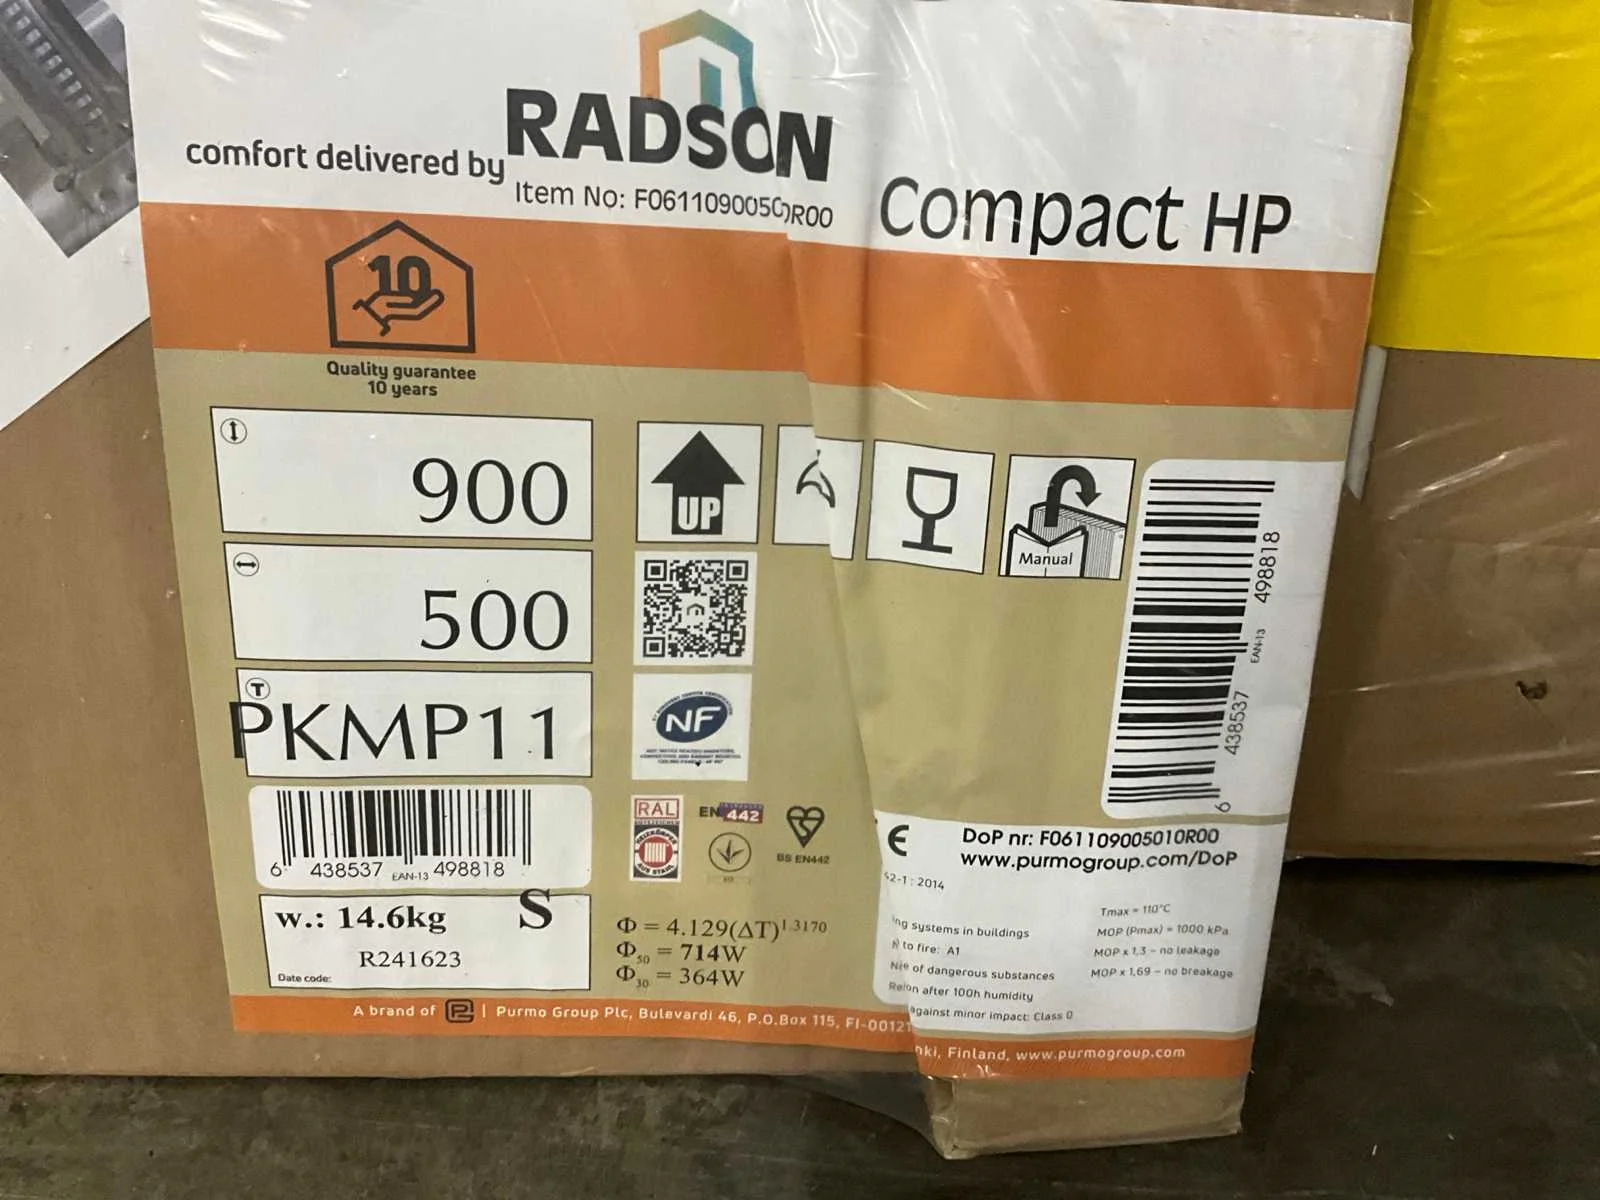 RADSON
comfort delivered by
Item No: F0611090050R00
Compact HP
10
Quality guarantee
10 years
900
500
T
PKMP11
UP
Manual
NF
RAL
EN 442
BS EN442
6 438537 EAN-13 498818
6 438537 EAN-13 498818
w.: 14.6kg S
R241623
Date code:
Φ = 4.129(ΔT)1.3170
Φ50 = 714W
Φ30 = 364W
DoP nr: F061109005010R00
www.purmogroup.com/DoP
2-1 : 2014
ing systems in buildings
to fire: A1
of dangerous substances
after 100h humidity
against minor impact: Class 0
Tmax = 110°C
MOP (Pmax) = 1000 kPa
MOP x 1,3 – no leakage
MOP x 1,69 – no breakage
A brand of | Purmo Group Plc, Bulevardi 46, P.O.Box 115, FI-00121
nki, Finland, www.purmogroup.com